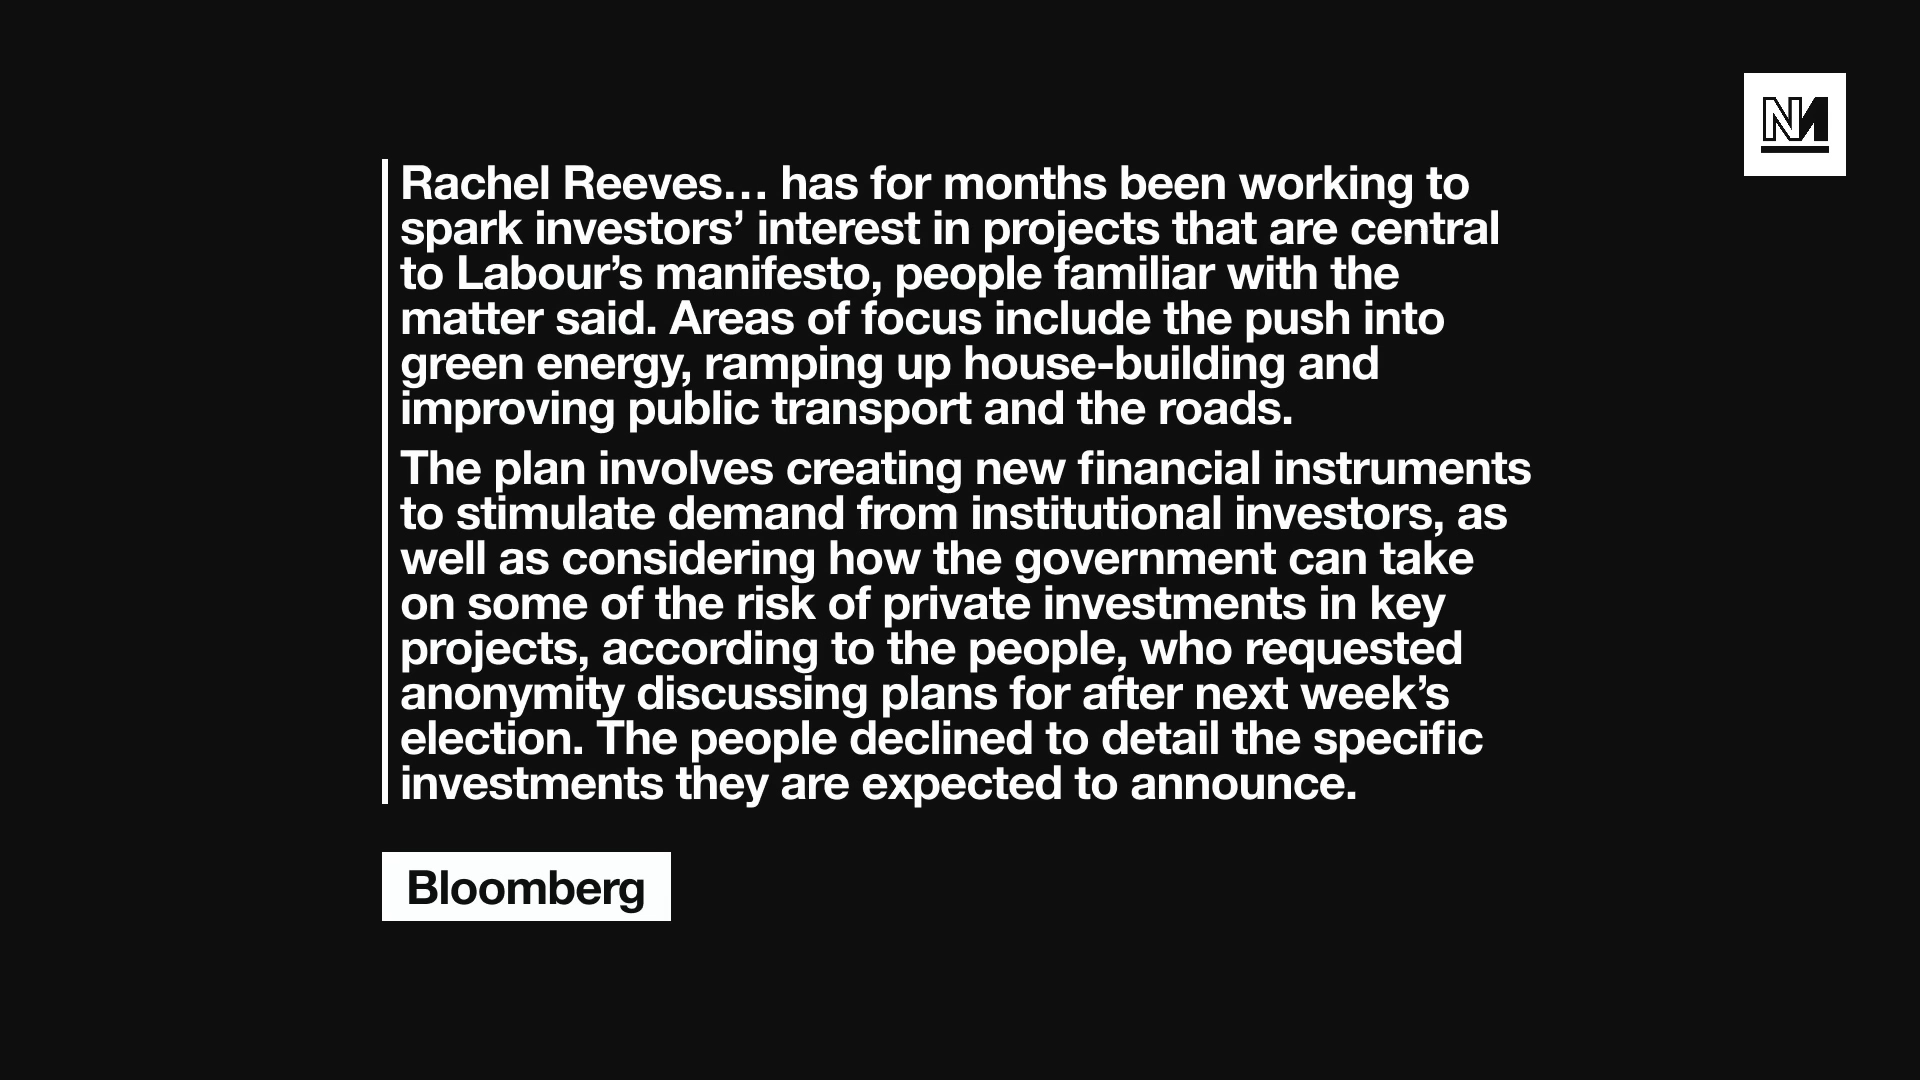 NM
Rachel Reeves… has for months been working to
spark investors’ interest in projects that are central
to Labour’s manifesto, people familiar with the
matter said. Areas of focus include the push into
green energy, ramping up house-building and
improving public transport and the roads.
The plan involves creating new financial instruments
to stimulate demand from institutional investors, as
well as considering how the government can take
on some of the risk of private investments in key
projects, according to the people, who requested
anonymity discussing plans for after next week’s
election. The people declined to detail the specific
investments they are expected to announce.
Bloomberg